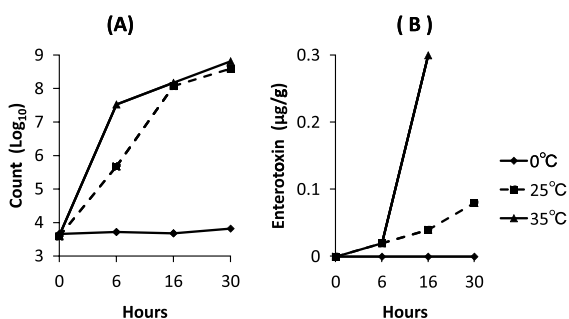 (A)
Count (Log₁₀)
9
8
7
6
5
4
3
0 6 16 30
Hours
( B )
Enterotoxin (µg/g)
0.3
0.2
0.1
0
0 6 16 30
Hours
0℃
25℃
35℃